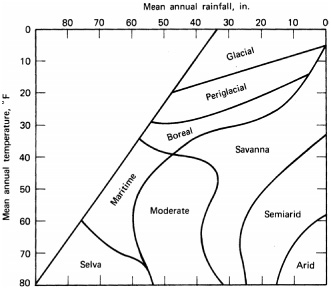 Mean annual rainfall, in.
80 70 60 50 40 30 20 10 0
Mean annual temperature, °F
0
10
20
30
40
50
60
70
80
Glacial
Periglacial
Boreal
Savanna
Maritime
Moderate
Semiarid
Selva
Arid